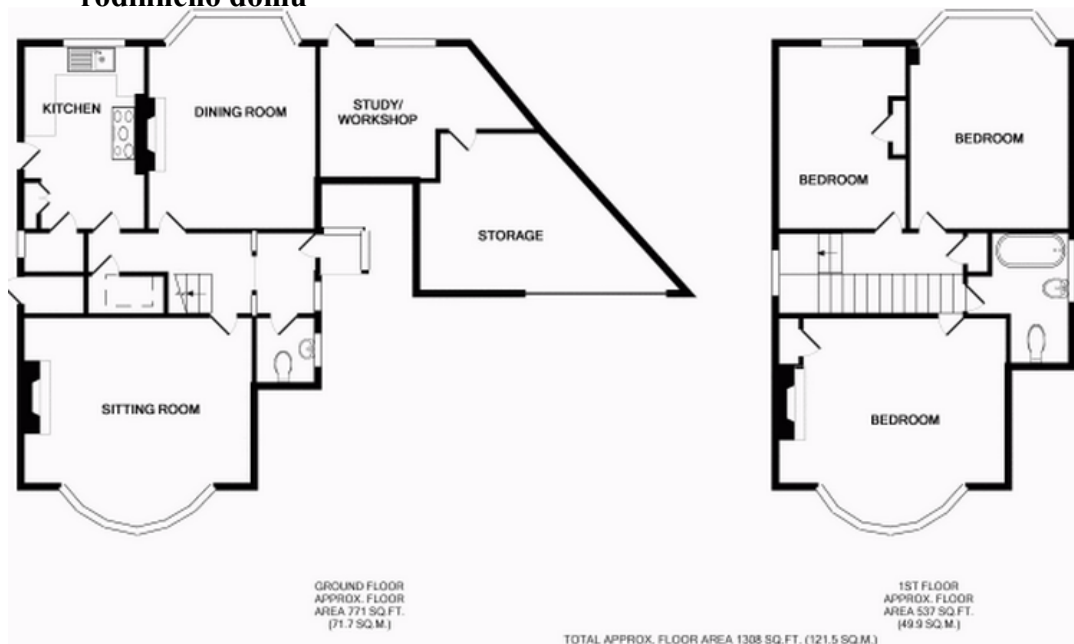 rodinného domu
KITCHEN
DINING ROOM
STUDY/
WORKSHOP
STORAGE
SITTING ROOM
BEDROOM
BEDROOM
BEDROOM
GROUND FLOOR
APPROX. FLOOR
AREA 771 SQ.FT.
(71.7 SQ.M.)
1ST FLOOR
APPROX. FLOOR
AREA 537 SQ.FT.
(49.9 SQ.M.)
TOTAL APPROX. FLOOR AREA 1308 SQ.FT. (121.5 SQ.M.)